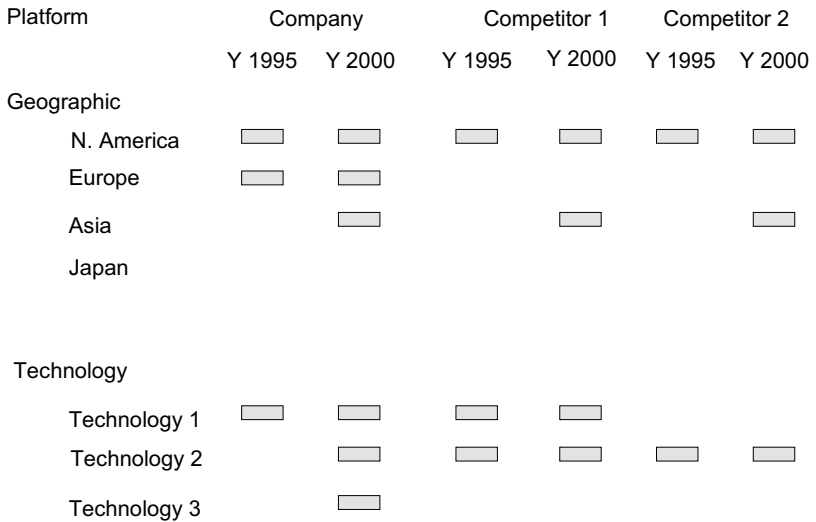 Platform Company Competitor 1 Competitor 2
Y 1995 Y 2000 Y 1995 Y 2000 Y 1995 Y 2000
Geographic
N. America
Europe
Asia
Japan
Technology
Technology 1
Technology 2
Technology 3